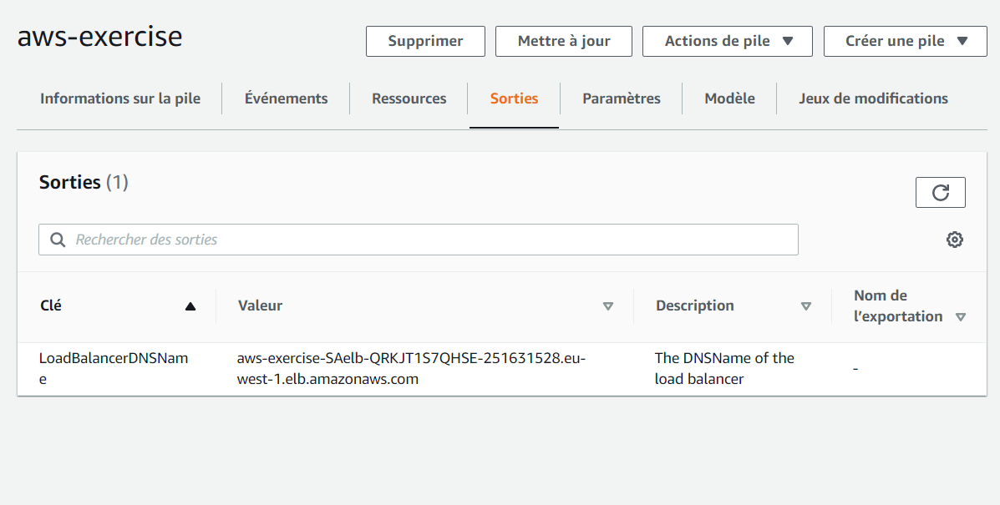 aws-exercise
Supprimer
Mettre à jour
Actions de pile
Créer une pile
Informations sur la pile
Événements
Ressources
Sorties
Paramètres
Modèle
Jeux de modifications
Sorties (1)
Rechercher des sorties
Clé
Valeur
Description
Nom de
l'exportation
LoadBalancerDNSNam
e
aws-exercise-SAelb-QRKJT1S7QHSE-251631528.eu-
west-1.elb.amazonaws.com
The DNSName of the
load balancer
-